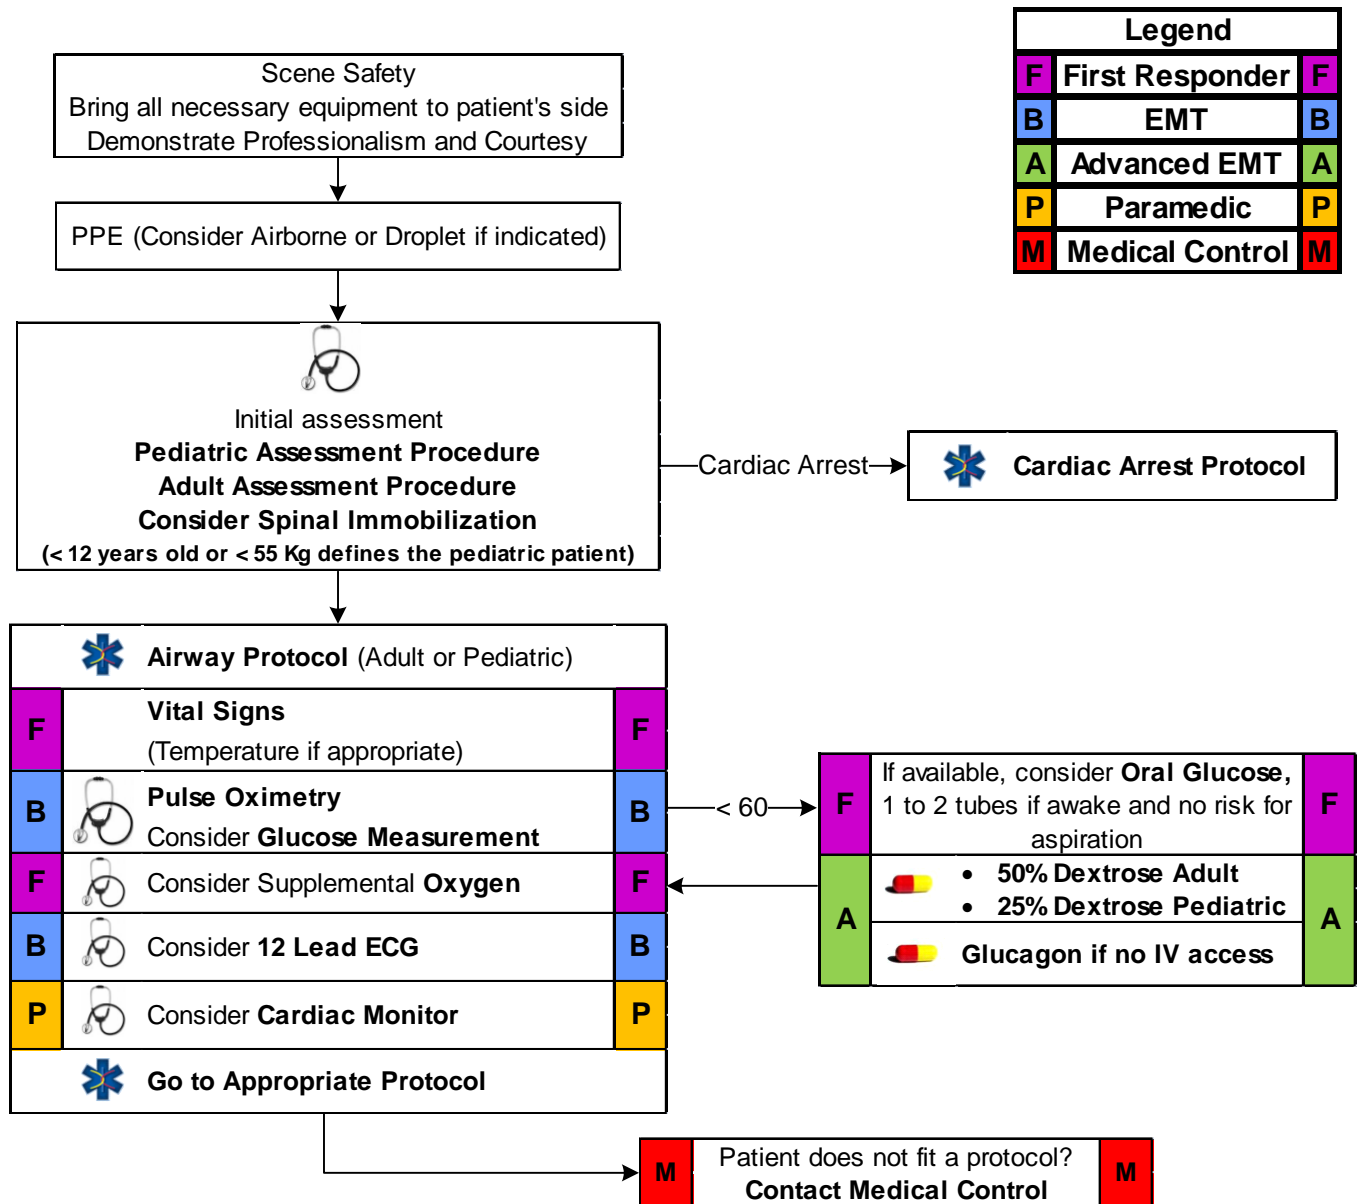 Legend
F First Responder F
B EMT B
A Advanced EMT A
P Paramedic P
M Medical Control M
Scene Safety
Bring all necessary equipment to patient's side
Demonstrate Professionalism and Courtesy
PPE (Consider Airborne or Droplet if indicated)
Initial assessment
Pediatric Assessment Procedure
Adult Assessment Procedure
Consider Spinal Immobilization
(< 12 years old or < 55 Kg defines the pediatric patient)
Cardiac Arrest
Cardiac Arrest Protocol
Airway Protocol (Adult or Pediatric)
F Vital Signs F
(Temperature if appropriate)
B Pulse Oximetry B
Consider Glucose Measurement
< 60
F If available, consider Oral Glucose, F
1 to 2 tubes if awake and no risk for
aspiration
F Consider Supplemental Oxygen F
A • 50% Dextrose Adult A
• 25% Dextrose Pediatric
Glucagon if no IV access
B Consider 12 Lead ECG B
P Consider Cardiac Monitor P
Go to Appropriate Protocol
M Patient does not fit a protocol? M
Contact Medical Control